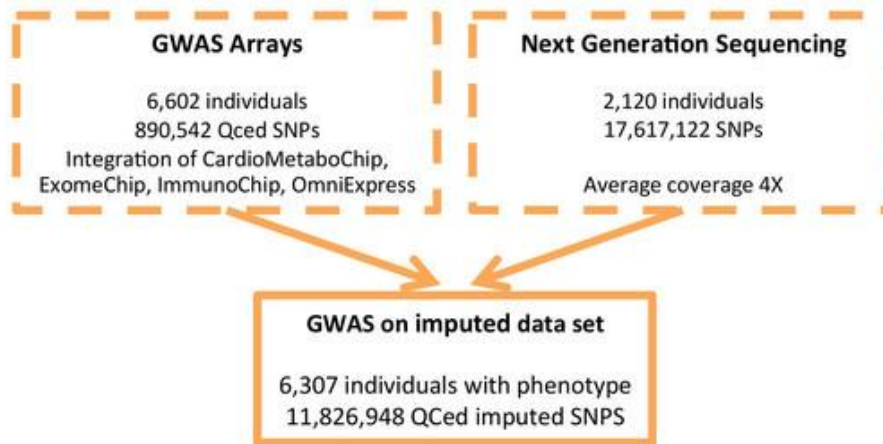 GWAS Arrays
6,602 individuals
890,542 Qced SNPs
Integration of CardioMetaboChip,
ExomeChip, ImmunoChip, OmniExpress
Next Generation Sequencing
2,120 individuals
17,617,122 SNPs
Average coverage 4X
GWAS on imputed data set
6,307 individuals with phenotype
11,826,948 QCed imputed SNPS